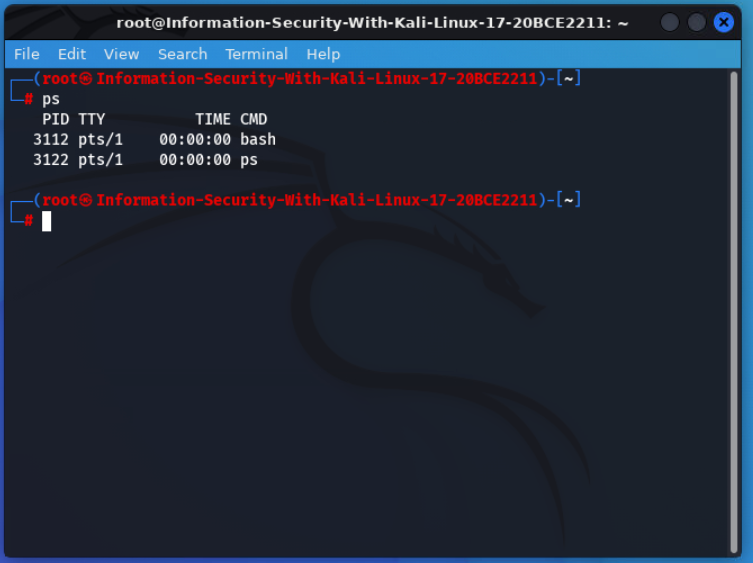 root@Information-Security-With-Kali-Linux-17-20BCE2211: ~
File Edit View Search Terminal Help
┌──(root㉿Information-Security-With-Kali-Linux-17-20BCE2211)-[~]
└─# ps
    PID TTY          TIME CMD
   3112 pts/1    00:00:00 bash
   3122 pts/1    00:00:00 ps
┌──(root㉿Information-Security-With-Kali-Linux-17-20BCE2211)-[~]
└─#